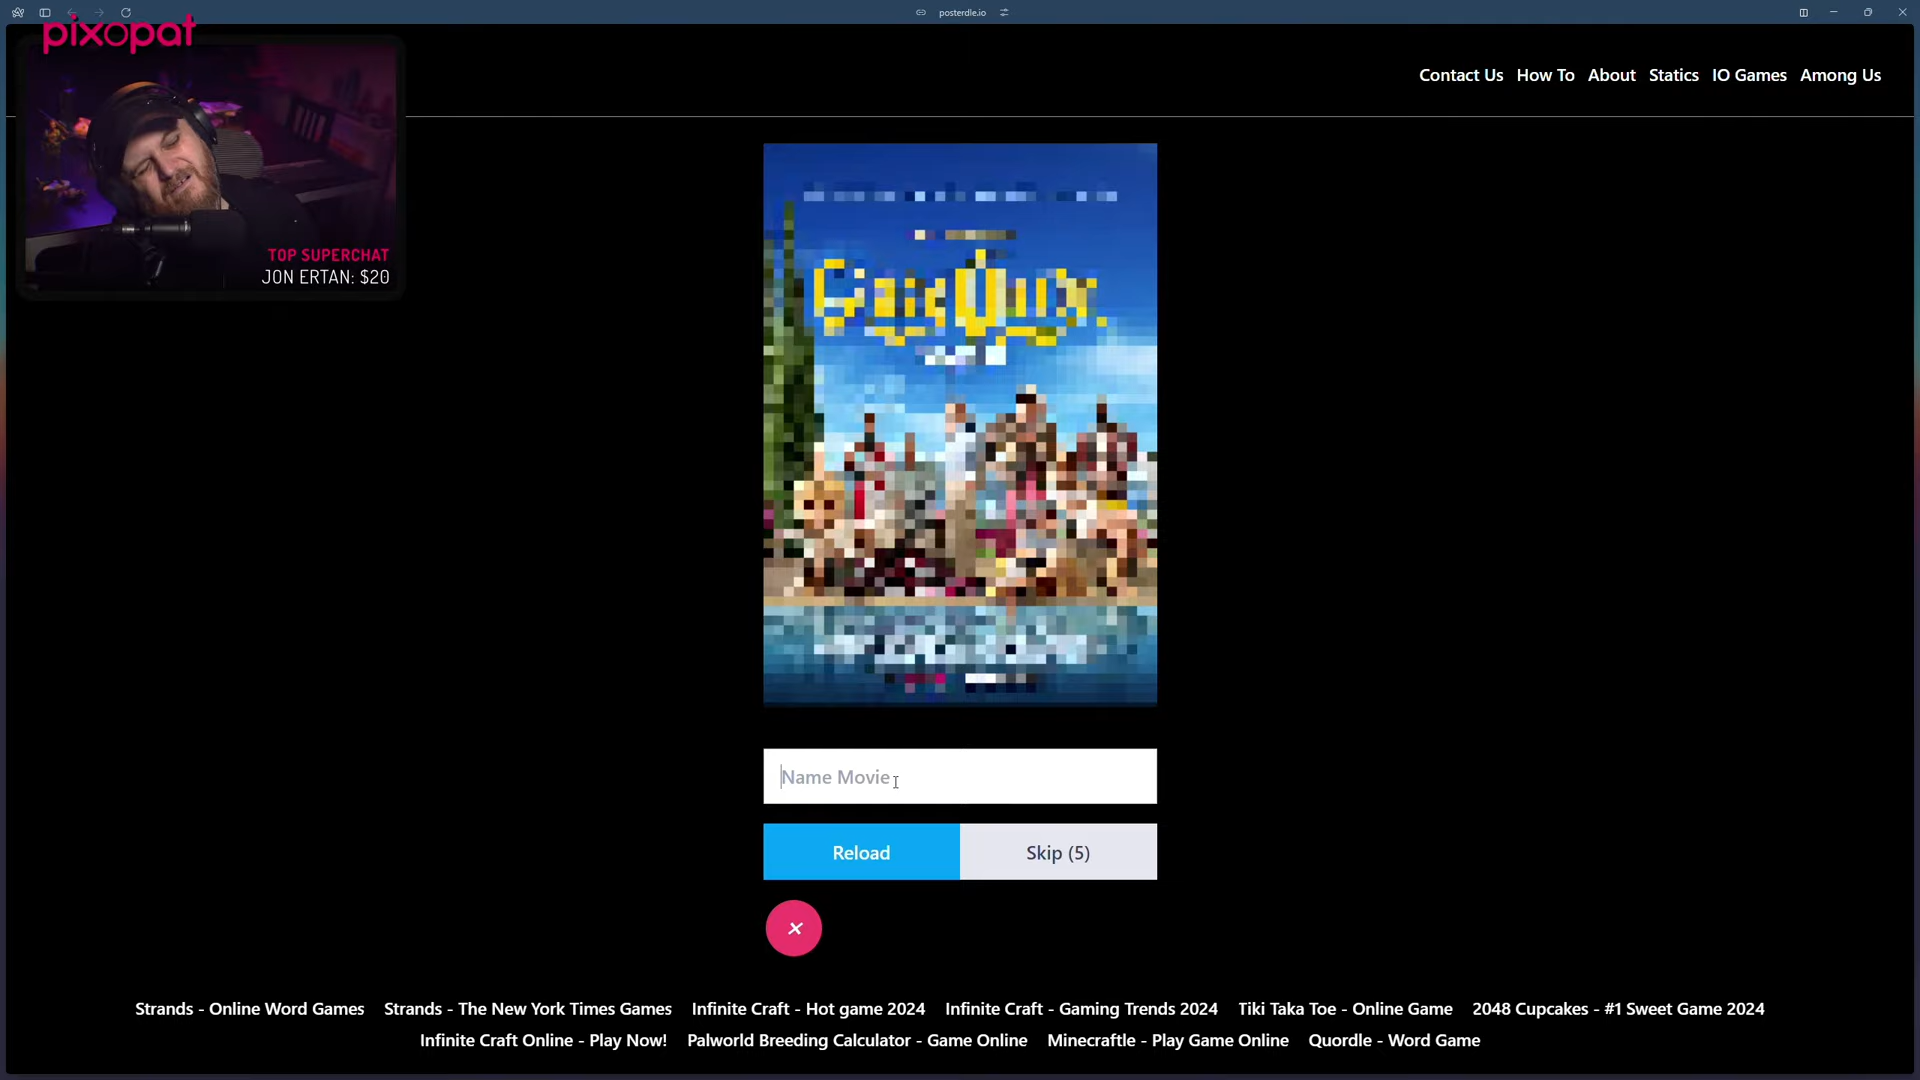 posterdle.io
pixopat
Contact Us How To About Statics IO Games Among Us
TOP SUPERCHAT
JON ERTAN: $20
Name Movie
Reload Skip (5)
×
Strands - Online Word Games Strands - The New York Times Games Infinite Craft - Hot game 2024 Infinite Craft - Gaming Trends 2024 Tiki Taka Toe - Online Game 2048 Cupcakes - #1 Sweet Game 2024
Infinite Craft Online - Play Now! Palworld Breeding Calculator - Game Online Minecraftle - Play Game Online Quordle - Word Game